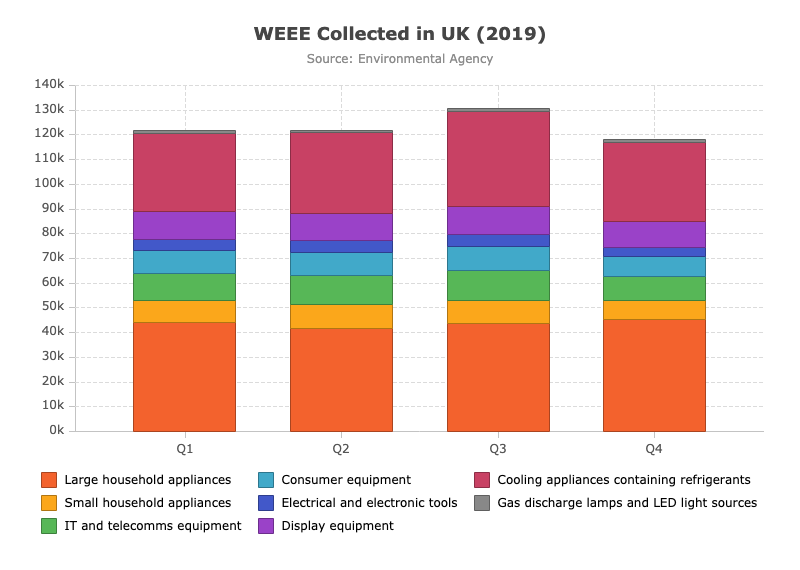 WEEE Collected in UK (2019)
Source: Environmental Agency
140k
130k
120k
110k
100k
90k
80k
70k
60k
50k
40k
30k
20k
10k
0k
Q1 Q2 Q3 Q4
Large household appliances Consumer equipment Cooling appliances containing refrigerants
Small household appliances Electrical and electronic tools Gas discharge lamps and LED light sources
IT and telecomms equipment Display equipment